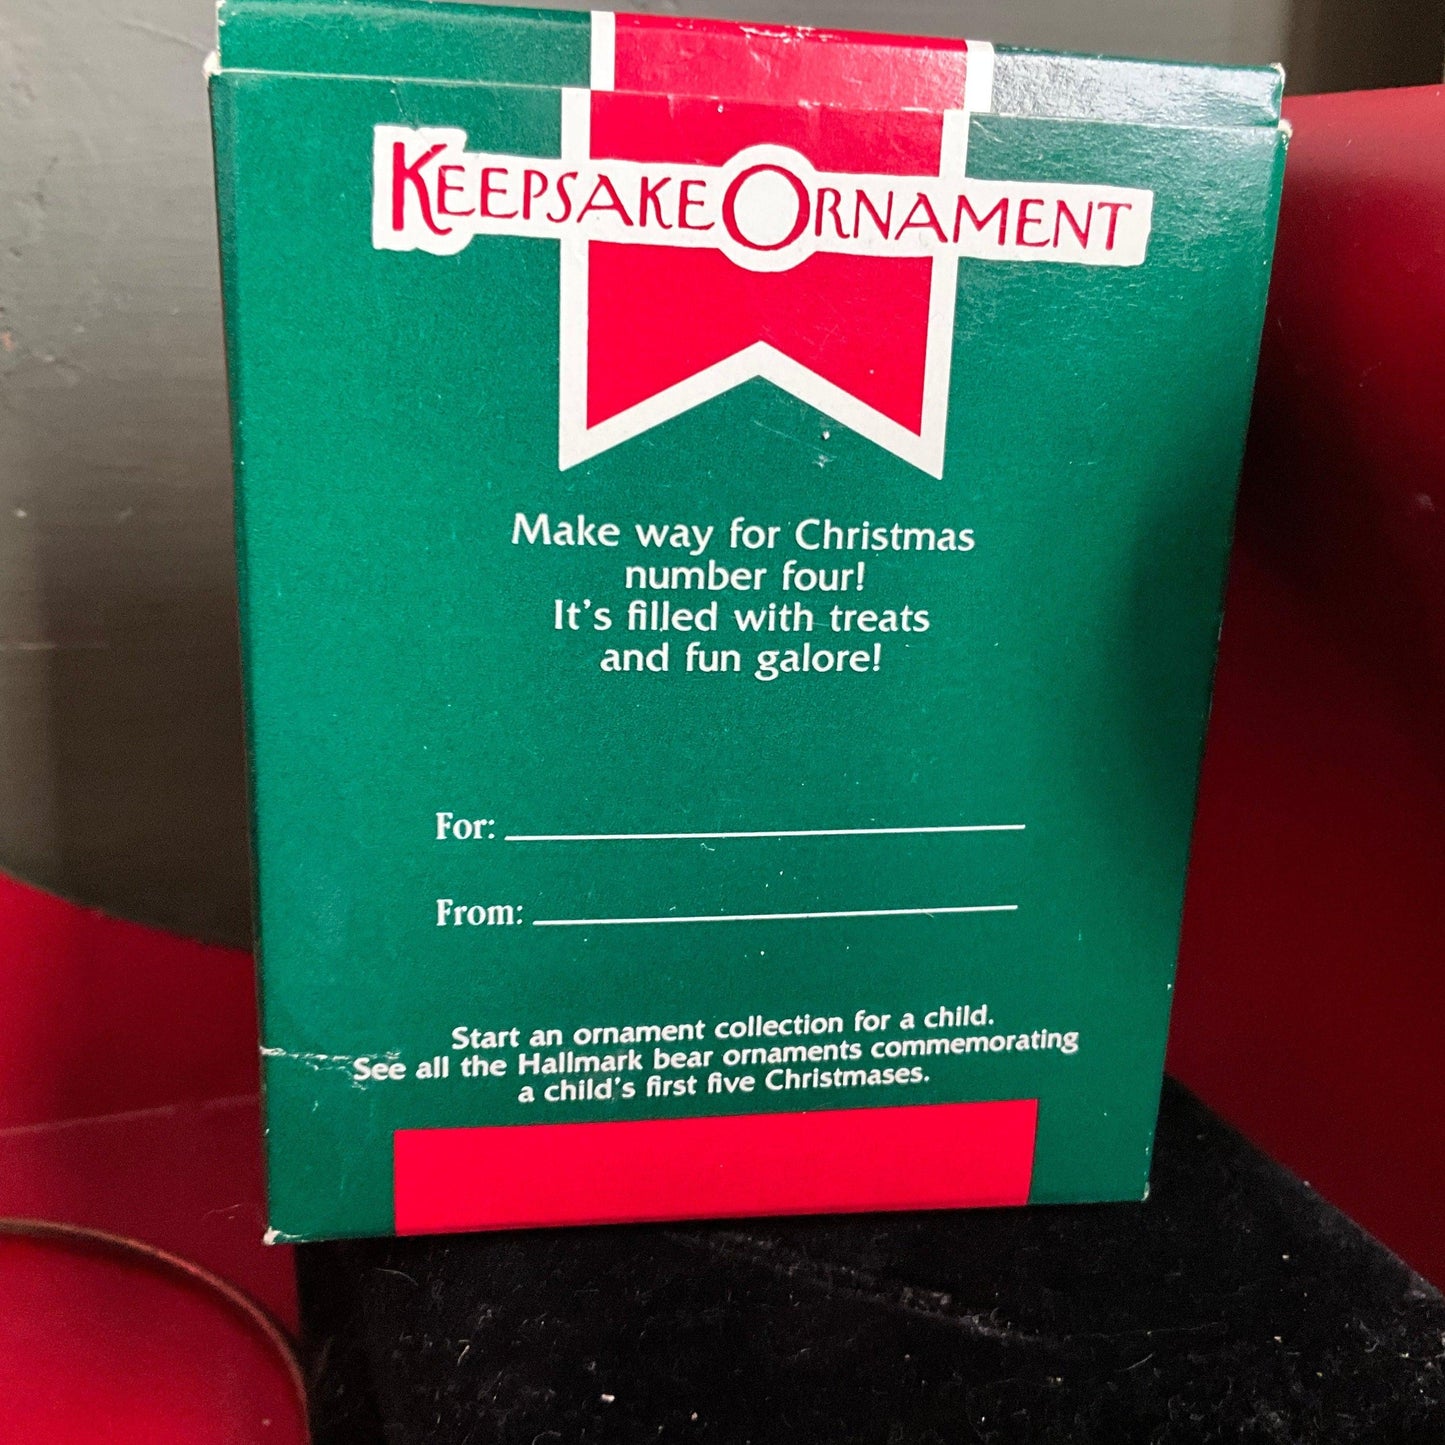 KEEPSAKE ORNAMENT
Make way for Christmas
number four!
It's filled with treats
and fun galore!
For:
From:
Start an ornament collection for a child.
See all the Hallmark bear ornaments commemorating
a child's first five Christmases.